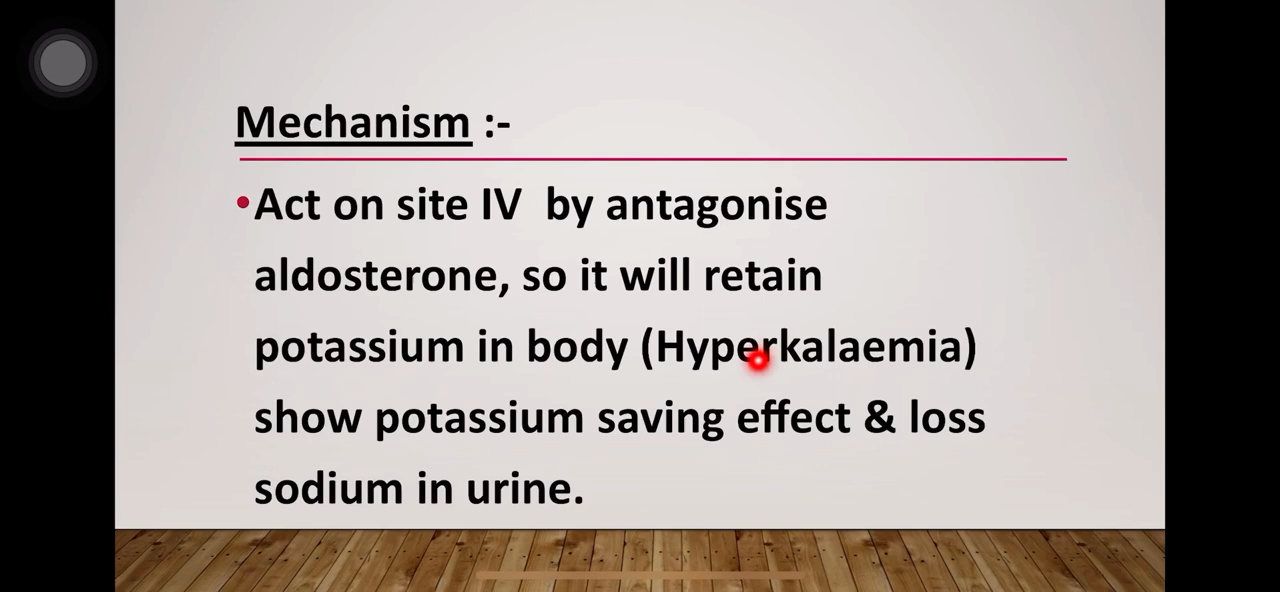 Mechanism :-
•Act on site IV by antagonise
aldosterone, so it will retain
potassium in body (Hyperkalaemia)
show potassium saving effect & loss
sodium in urine.